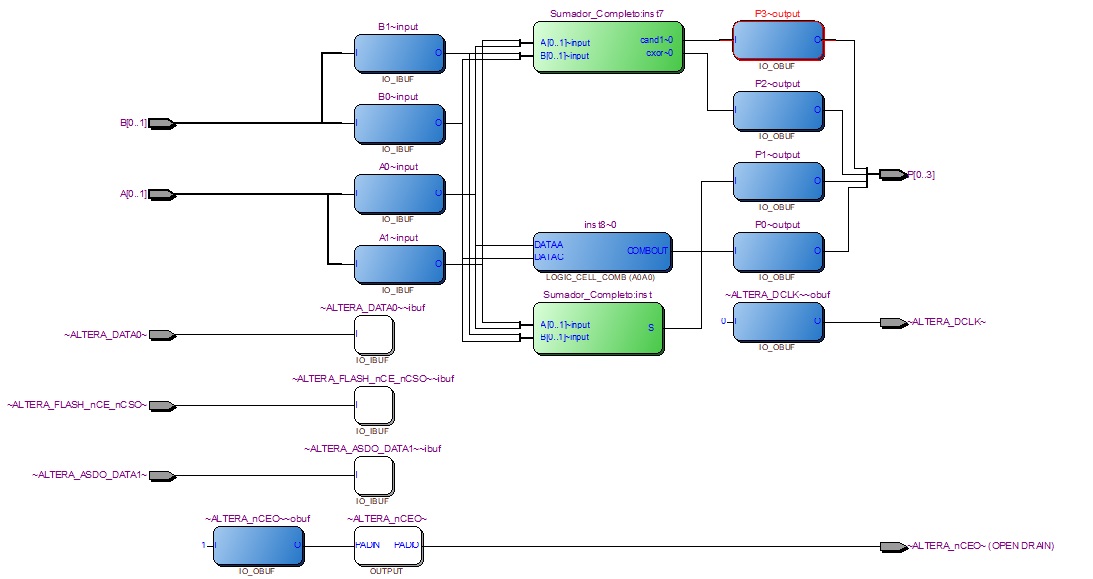 B[0..1]
A[0..1]
B1~input
I
O
IO_IBUF
B0~input
I
O
IO_IBUF
A0~input
I
O
IO_IBUF
A1~input
I
O
IO_IBUF
Sumador_Completo:inst7
A[0..1]~input
B[0..1]~input
cand1~0
cxor~0
inst8~0
DATAA
DATAC
COMBOUT
LOGIC_CELL_COMB (A0A0)
Sumador_Completo:inst
A[0..1]~input
B[0..1]~input
S
P3~output
I
O
IO_OBUF
P2~output
I
O
IO_OBUF
P1~output
I
O
IO_OBUF
P0~output
I
O
IO_OBUF
P[0..3]
~ALTERA_DCLK~~obuf
0
I
O
IO_OBUF
~ALTERA_DCLK~
~ALTERA_DATA0~
~ALTERA_DATA0~~ibuf
I
IO_IBUF
~ALTERA_FLASH_nCE_nCSO~
~ALTERA_FLASH_nCE_nCSO~~ibuf
I
IO_IBUF
~ALTERA_ASDO_DATA1~
~ALTERA_ASDO_DATA1~~ibuf
I
IO_IBUF
~ALTERA_nCEO~~obuf
1
I
O
IO_OBUF
~ALTERA_nCEO~
PADIN
PADO
OUTPUT
~ALTERA_nCEO~ (OPEN DRAIN)